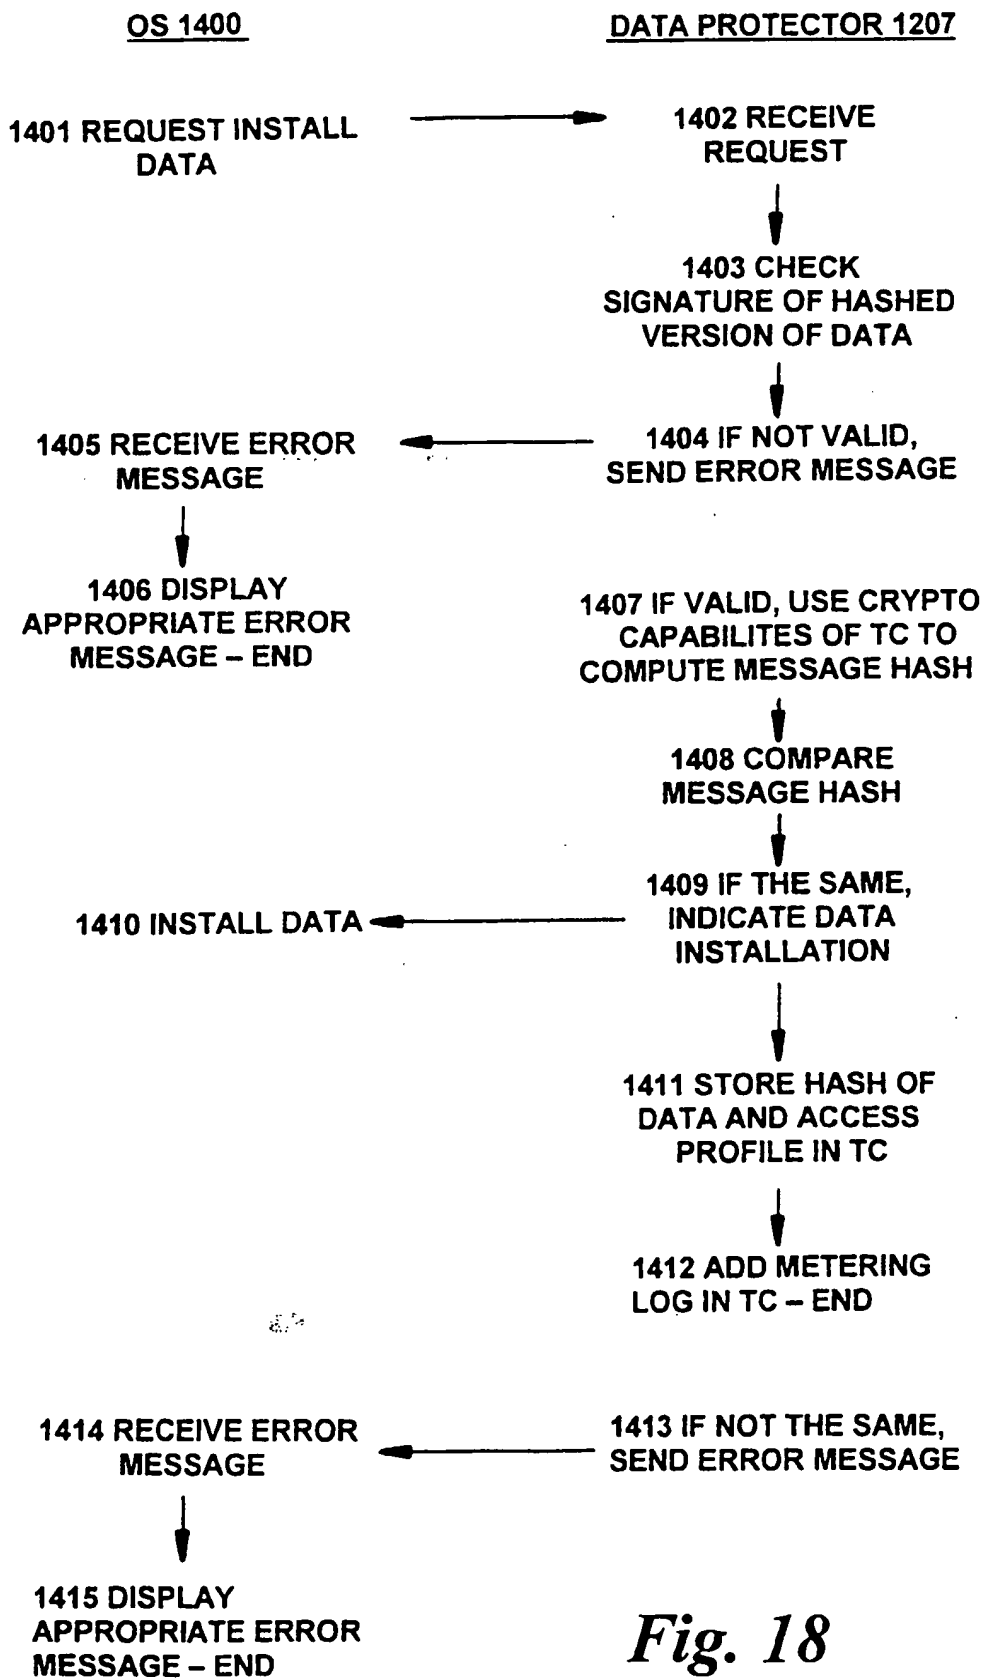 OS 1400
DATA PROTECTOR 1207
1401 REQUEST INSTALL
DATA
1402 RECEIVE
REQUEST
1403 CHECK
SIGNATURE OF HASHED
VERSION OF DATA
1404 IF NOT VALID,
SEND ERROR MESSAGE
1405 RECEIVE ERROR
MESSAGE
1406 DISPLAY
APPROPRIATE ERROR
MESSAGE – END
1407 IF VALID, USE CRYPTO
CAPABILITES OF TC TO
COMPUTE MESSAGE HASH
1408 COMPARE
MESSAGE HASH
1409 IF THE SAME,
INDICATE DATA
INSTALLATION
1410 INSTALL DATA
1411 STORE HASH OF
DATA AND ACCESS
PROFILE IN TC
1412 ADD METERING
LOG IN TC – END
1413 IF NOT THE SAME,
SEND ERROR MESSAGE
1414 RECEIVE ERROR
MESSAGE
1415 DISPLAY
APPROPRIATE ERROR
MESSAGE – END
Fig. 18